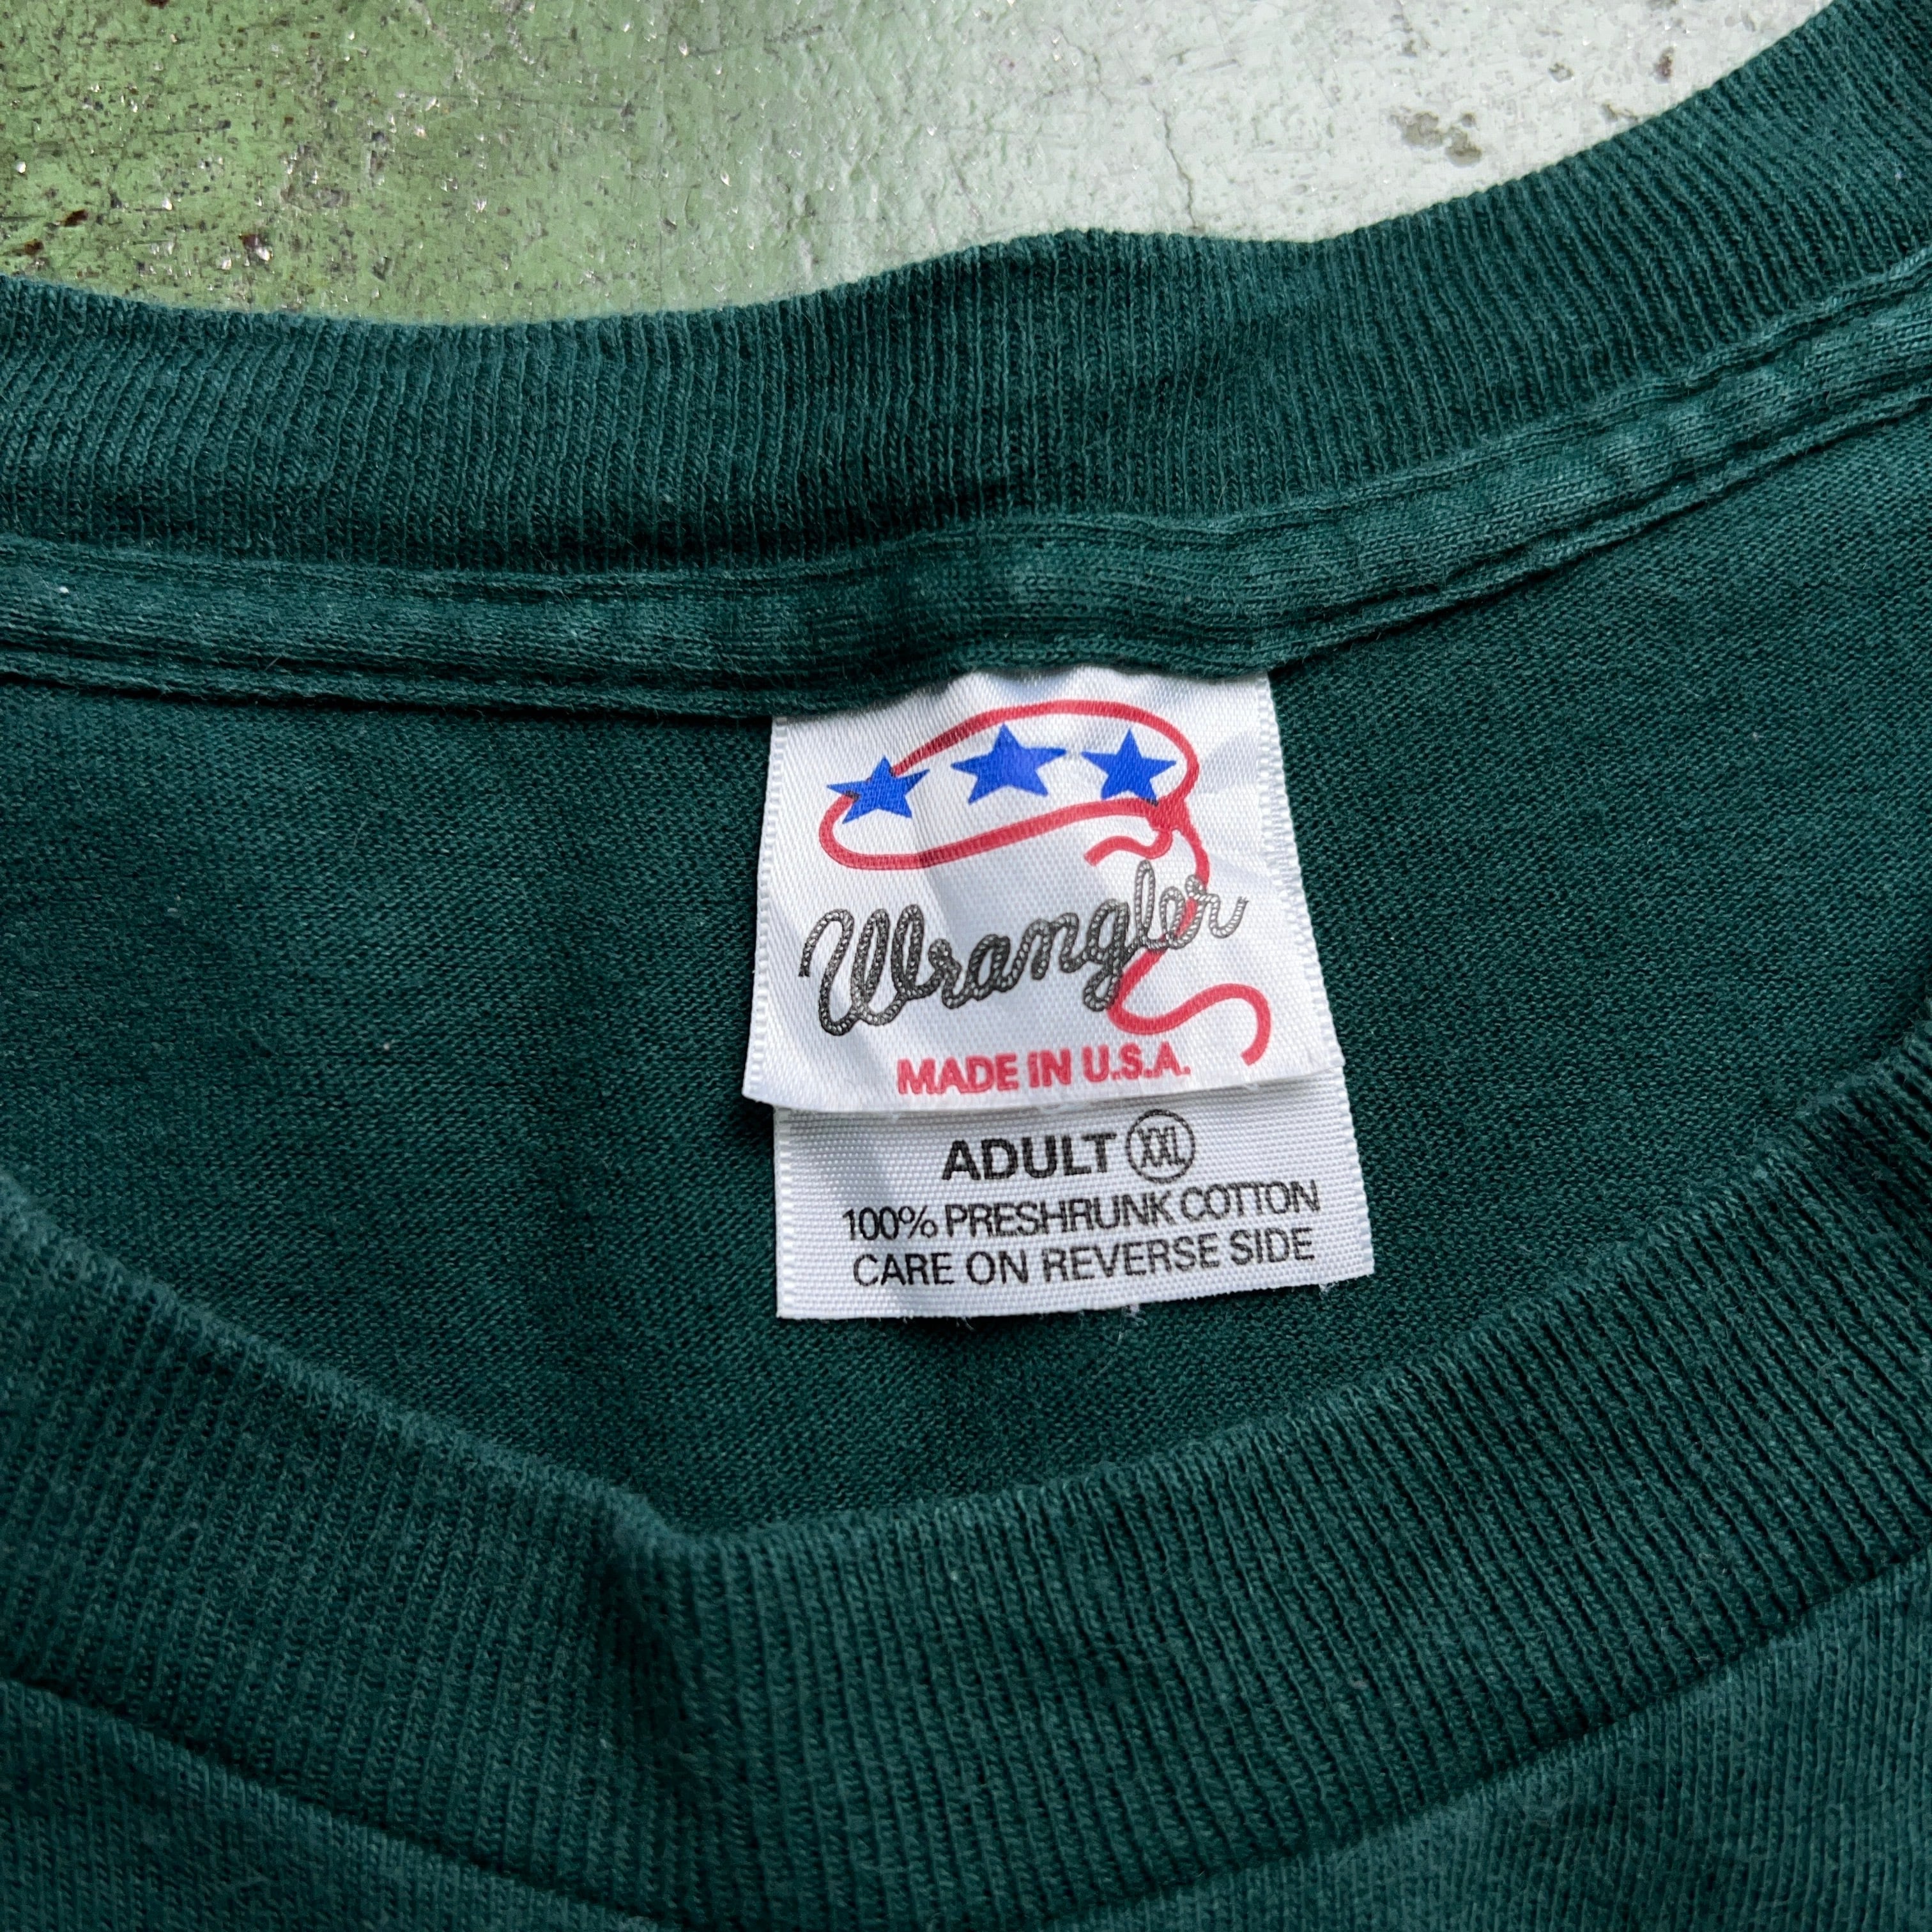 Wrangler
MADE IN U.S.A.
ADULT XXL
100% PRESHRUNK COTTON
CARE ON REVERSE SIDE